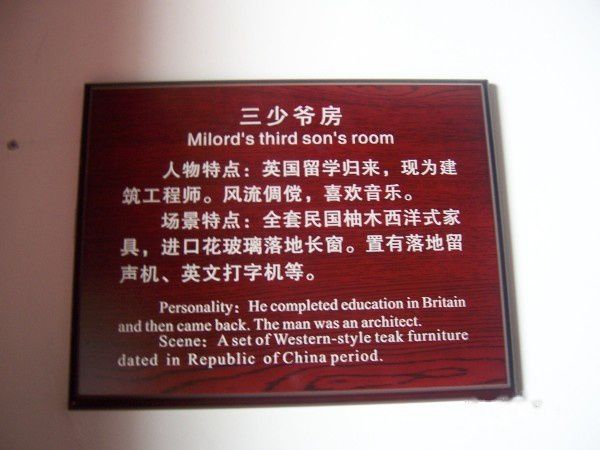 三少爷房
Milord's third son's room
人物特点：英国留学归来，现为建
筑工程师。风流倜傥，喜欢音乐。
场景特点：全套民国柚木西洋式家
具，进口花玻璃落地长窗。置有落地留
声机、英文打字机等。
Personality: He completed education in Britain
and then came back. The man was an architect.
Scene: A set of Western-style teak furniture
dated in Republic of China period.